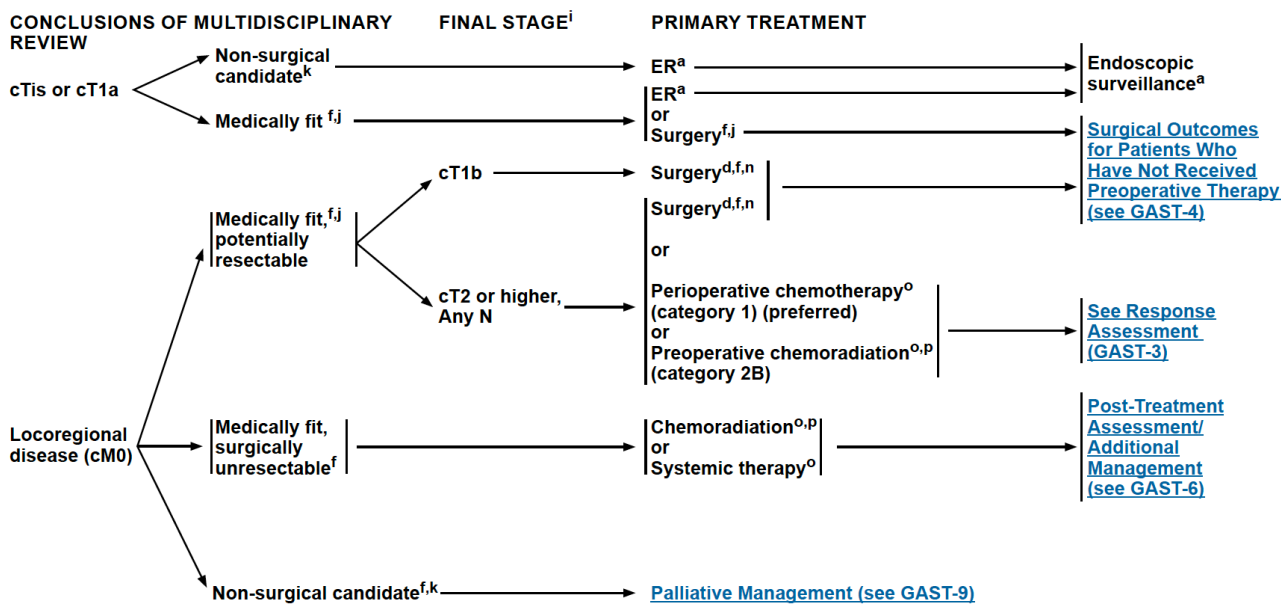 CONCLUSIONS OF MULTIDISCIPLINARY
REVIEW
FINAL STAGEⁱ
PRIMARY TREATMENT
cTis or cT1a
Non-surgical
candidateᵏ
ERᵃ
Endoscopic
surveillanceᵃ
Medically fit ᶠ,ʲ
ERᵃ
or
Surgeryᶠ,ʲ
Surgical Outcomes
for Patients Who
Have Not Received
Preoperative Therapy
(see GAST-4)
Locoregional
disease (cM0)
Medically fit,ᶠ,ʲ
potentially
resectable
cT1b
Surgeryᵈ,ᶠ,ⁿ
cT2 or higher,
Any N
Surgeryᵈ,ᶠ,ⁿ
or
Perioperative chemotherapyᵒ
(category 1) (preferred)
or
Preoperative chemoradiationᵒ,ᵖ
(category 2B)
See Response
Assessment
(GAST-3)
Medically fit,
surgically
unresectableᶠ
Chemoradiationᵒ,ᵖ
or
Systemic therapyᵒ
Post-Treatment
Assessment/
Additional
Management
(see GAST-6)
Non-surgical candidateᶠ,ᵏ
Palliative Management (see GAST-9)